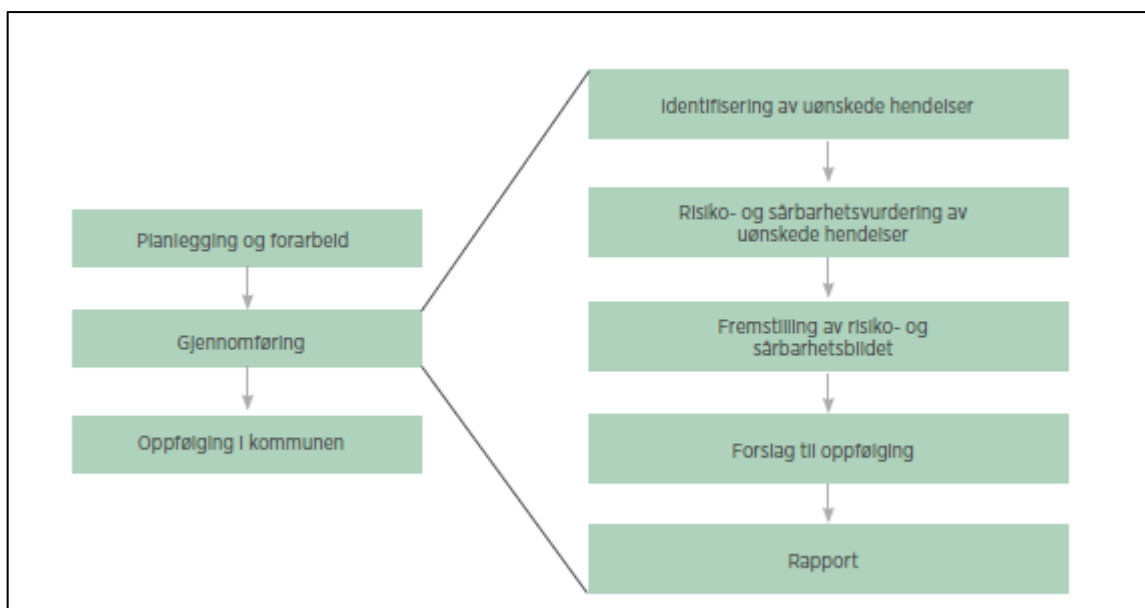 Planlegging og forarbeid
Gjennomføring
Oppfølging i kommunen
Identifisering av uønskede hendelser
Risiko- og sårbarhetsvurdering av
uønskede hendelser
Fremstilling av risiko- og
sårbarhetsbildet
Forslag til oppfølging
Rapport